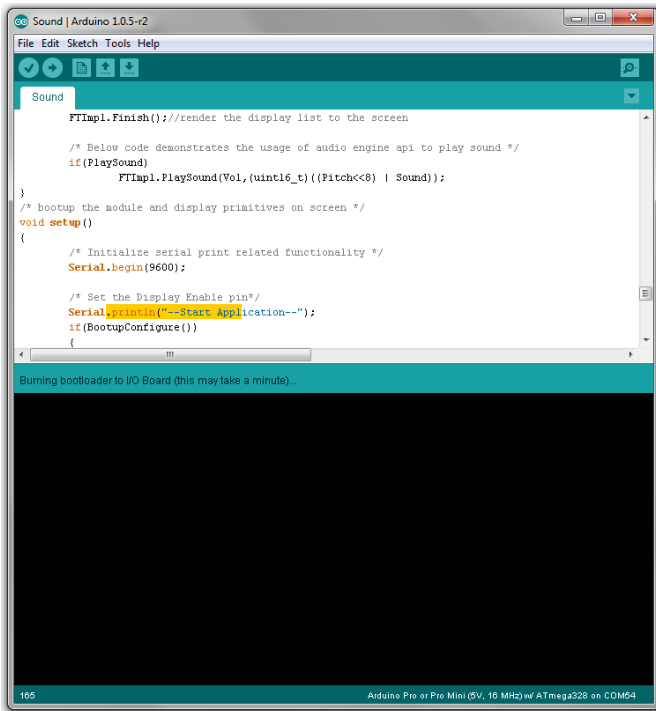 Sound | Arduino 1.0.5-r2
File Edit Sketch Tools Help
Sound
FTImpl.Finish();//render the display list to the screen
/* Below code demonstrates the usage of audio engine api to play sound */
if(PlaySound)
FTImpl.PlaySound(Vol,(uint16_t)((Pitch<<8) | Sound));
}
/* bootup the module and display primitives on screen */
void setup()
{
/* Initialize serial print related functionality */
Serial.begin(9600);
/* Set the Display Enable pin*/
Serial.println("--Start Application--");
if(BootupConfigure())
{
Burning bootloader to I/O Board (this may take a minute)...
165
Arduino Pro or Pro Mini (5V, 16 MHz) w/ ATmega328 on COM54